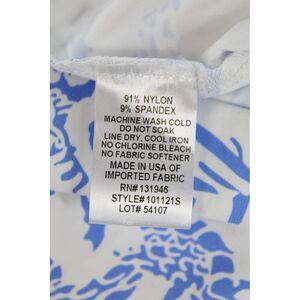 91% NYLON
9% SPANDEX
MACHINE WASH COLD
DO NOT SOAK
LINE DRY. COOL IRON
NO CHLORINE BLEACH
NO FABRIC SOFTENER
MADE IN USA OF
IMPORTED FABRIC
RN# 131946
STYLE# 101121S
LOT# 54107